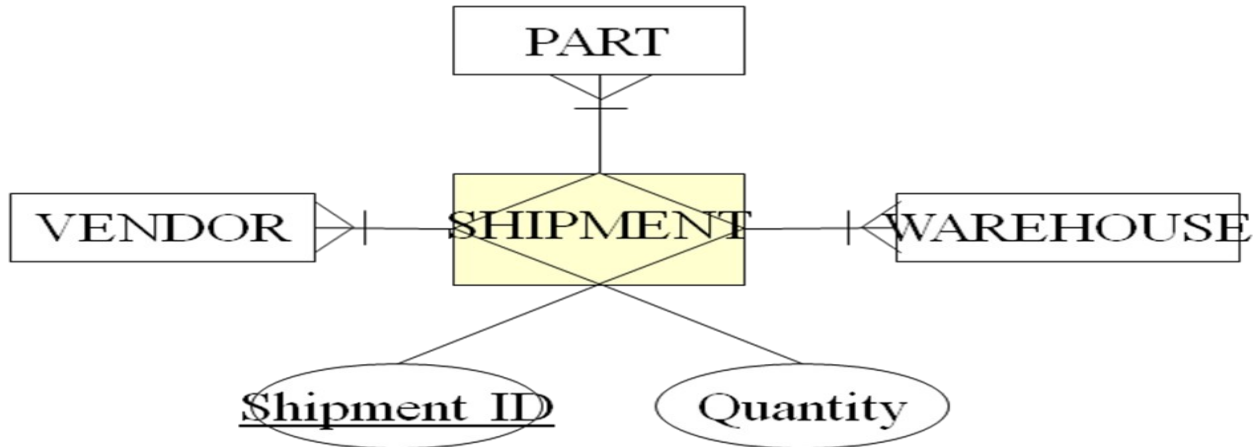 PART
VENDOR
SHIPMENT
WAREHOUSE
Shipment ID
Quantity